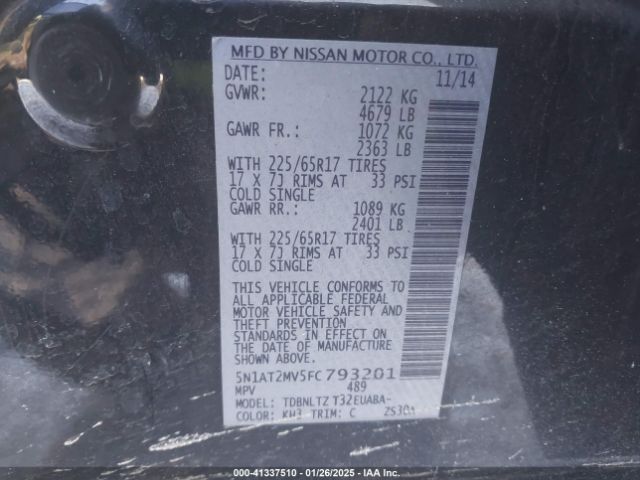 MFD BY NISSAN MOTOR CO., LTD.
DATE: 11/14
GVWR: 2122 KG
4679 LB
GAWR FR.: 1072 KG
2363 LB
WITH 225/65R17 TIRES
17 X 7J RIMS AT 33 PSI
COLD SINGLE
GAWR RR.: 1089 KG
2401 LB
WITH 225/65R17 TIRES
17 X 7J RIMS AT 33 PSI
COLD SINGLE
THIS VEHICLE CONFORMS TO
ALL APPLICABLE FEDERAL
MOTOR VEHICLE SAFETY AND
THEFT PREVENTION
STANDARDS IN EFFECT ON
THE DATE OF MANUFACTURE
SHOWN ABOVE.
5N1AT2MV5FC793201
MPV 489
MODEL: TDBNLTZ T32EUABA-
COLOR: KH3 TRIM: C
000-41337510 - 01/26/2025 - IAA Inc.